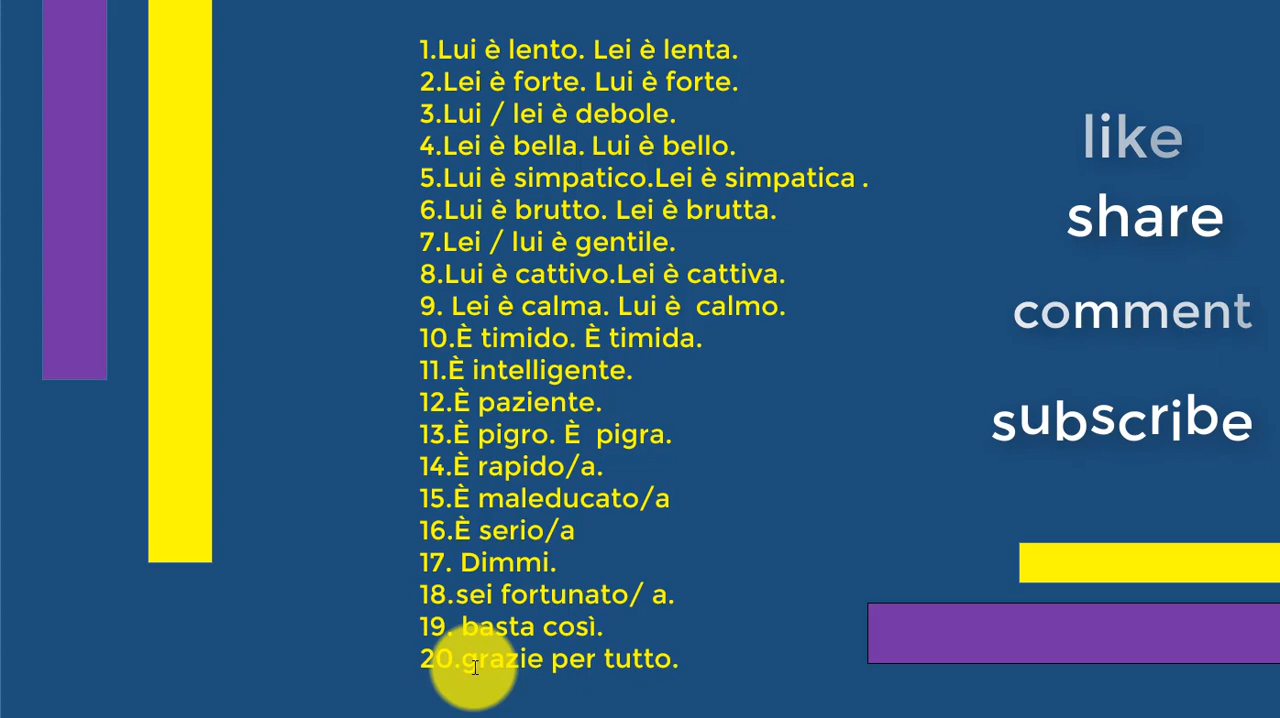 1.Lui è lento. Lei è lenta.
2.Lei è forte. Lui è forte.
3.Lui / lei è debole.
4.Lei è bella. Lui è bello.
5.Lui è simpatico.Lei è simpatica .
6.Lui è brutto. Lei è brutta.
7.Lei / lui è gentile.
8.Lui è cattivo.Lei è cattiva.
9. Lei è calma. Lui è  calmo.
10.È timido. È timida.
11.È intelligente.
12.È paziente.
13.È pigro. È  pigra.
14.È rapido/a.
15.È maleducato/a
16.È serio/a
17. Dimmi.
18.sei fortunato/ a.
19. basta così.
20.grazie per tutto.
like
share
comment
subscribe